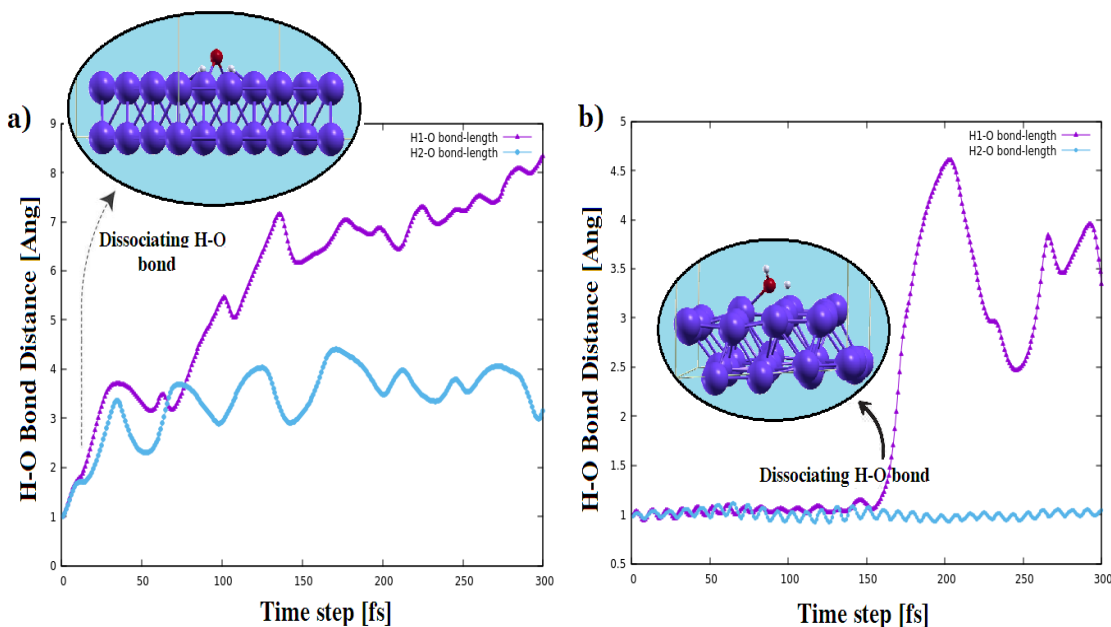 a)
H1-O bond-length
H2-O bond-length
Dissociating H-O
bond
H-O Bond Distance [Ang]
9
8
7
6
5
4
3
2
1
0
0 50 100 150 200 250 300
Time step [fs]
b)
H1-O bond-length
H2-O bond-length
Dissociating H-O bond
H-O Bond Distance [Ang]
5
4.5
4
3.5
3
2.5
2
1.5
1
0.5
0 50 100 150 200 250 300
Time step [fs]